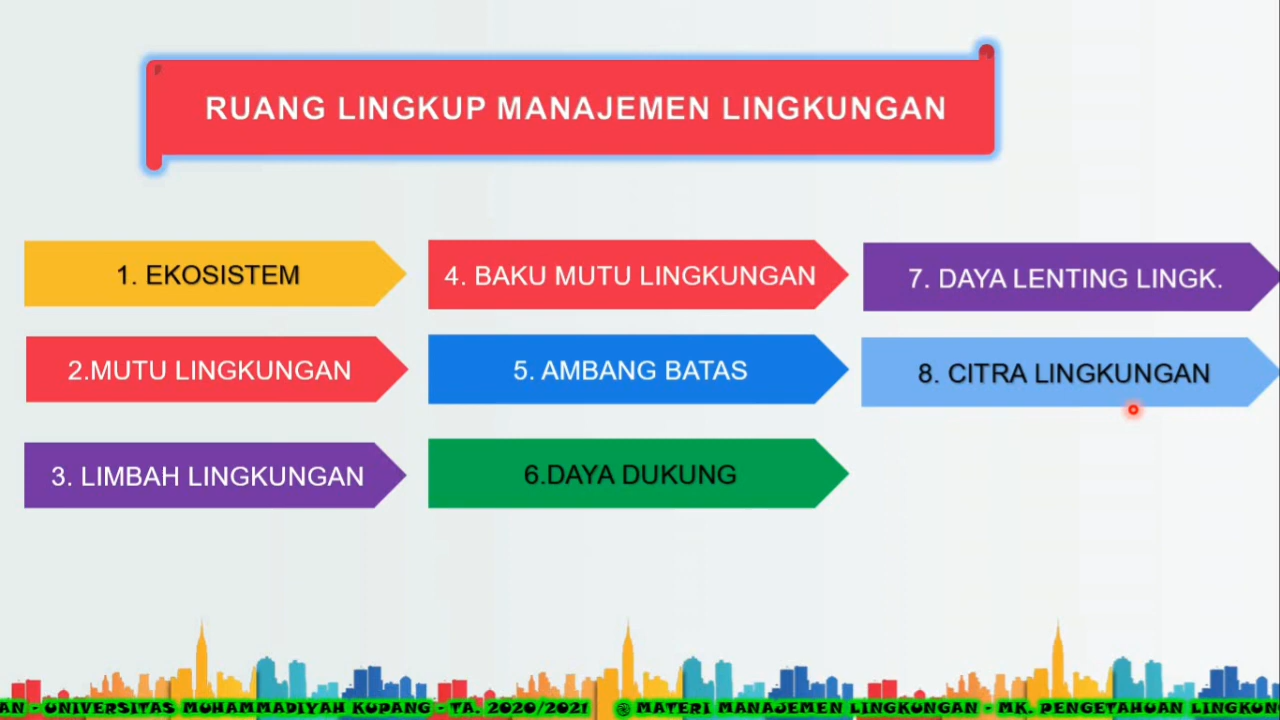 RUANG LINGKUP MANAJEMEN LINGKUNGAN
1. EKOSISTEM
2.MUTU LINGKUNGAN
3. LIMBAH LINGKUNGAN
4. BAKU MUTU LINGKUNGAN
5. AMBANG BATAS
6.DAYA DUKUNG
7. DAYA LENTING LINGK.
8. CITRA LINGKUNGAN
AN - UNIVERSITAS MUHAMMADIYAH KUPANG - TA. 2020/2021 @ MATERI MANAJEMEN LINGKUNGAN - MK. PENGETAHUAN LINGKUN